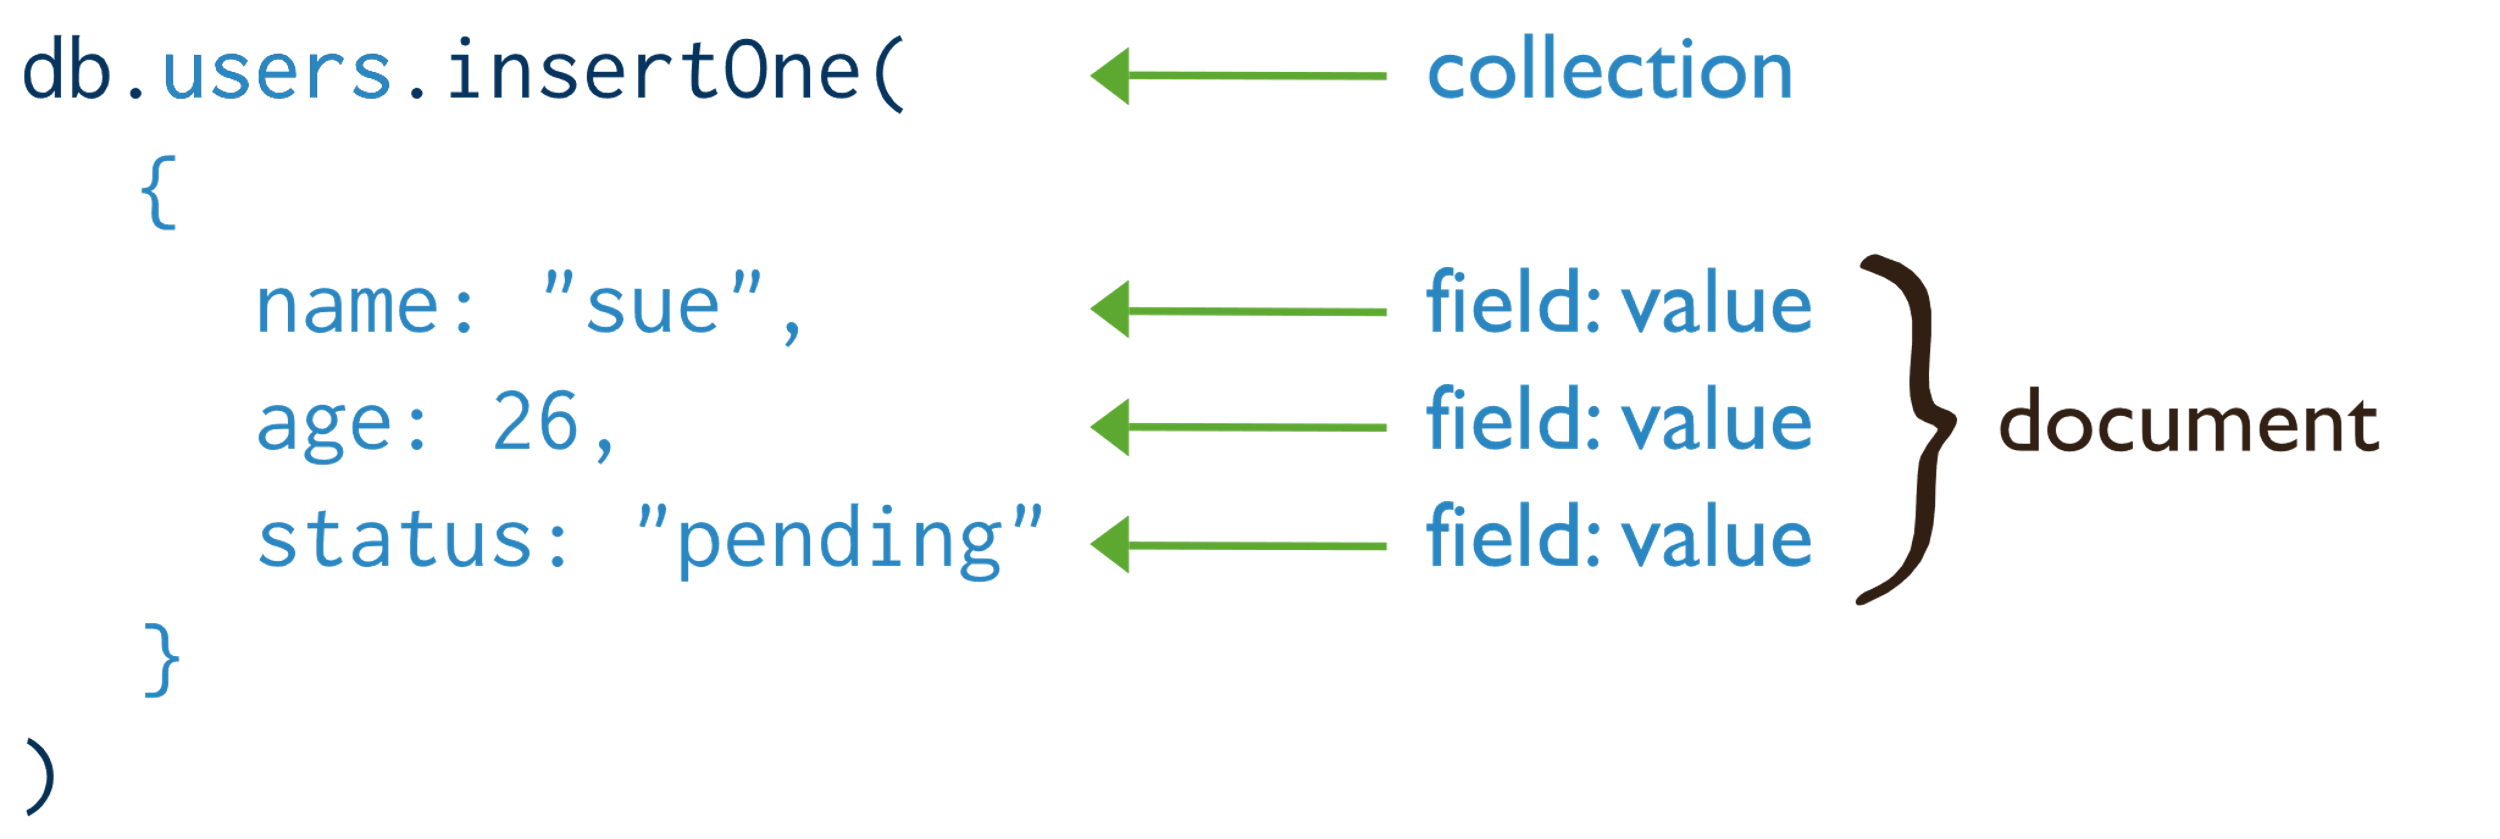 db.users.insertOne( collection
{
name: ”sue”, field: value
age: 26, field: value
status: ”pending” field: value
document
}
)